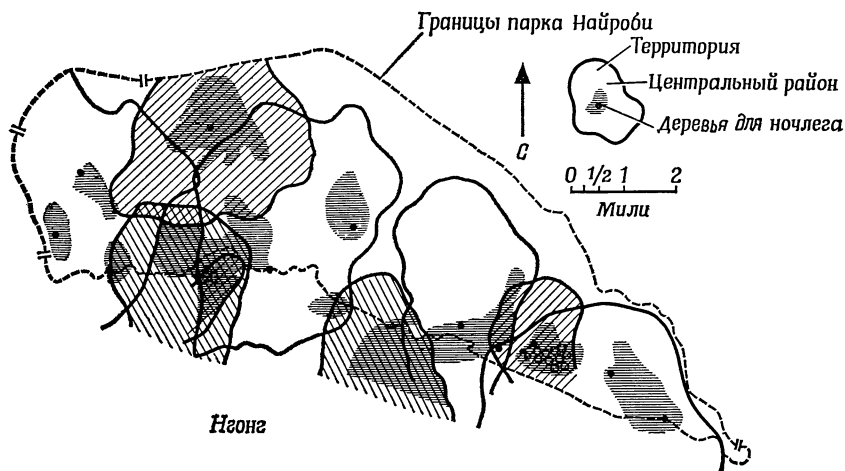 Границы парка Найроби
Территория
Центральный район
Деревья для ночлега
С
0 1/2 1 2
Мили
Нгонг